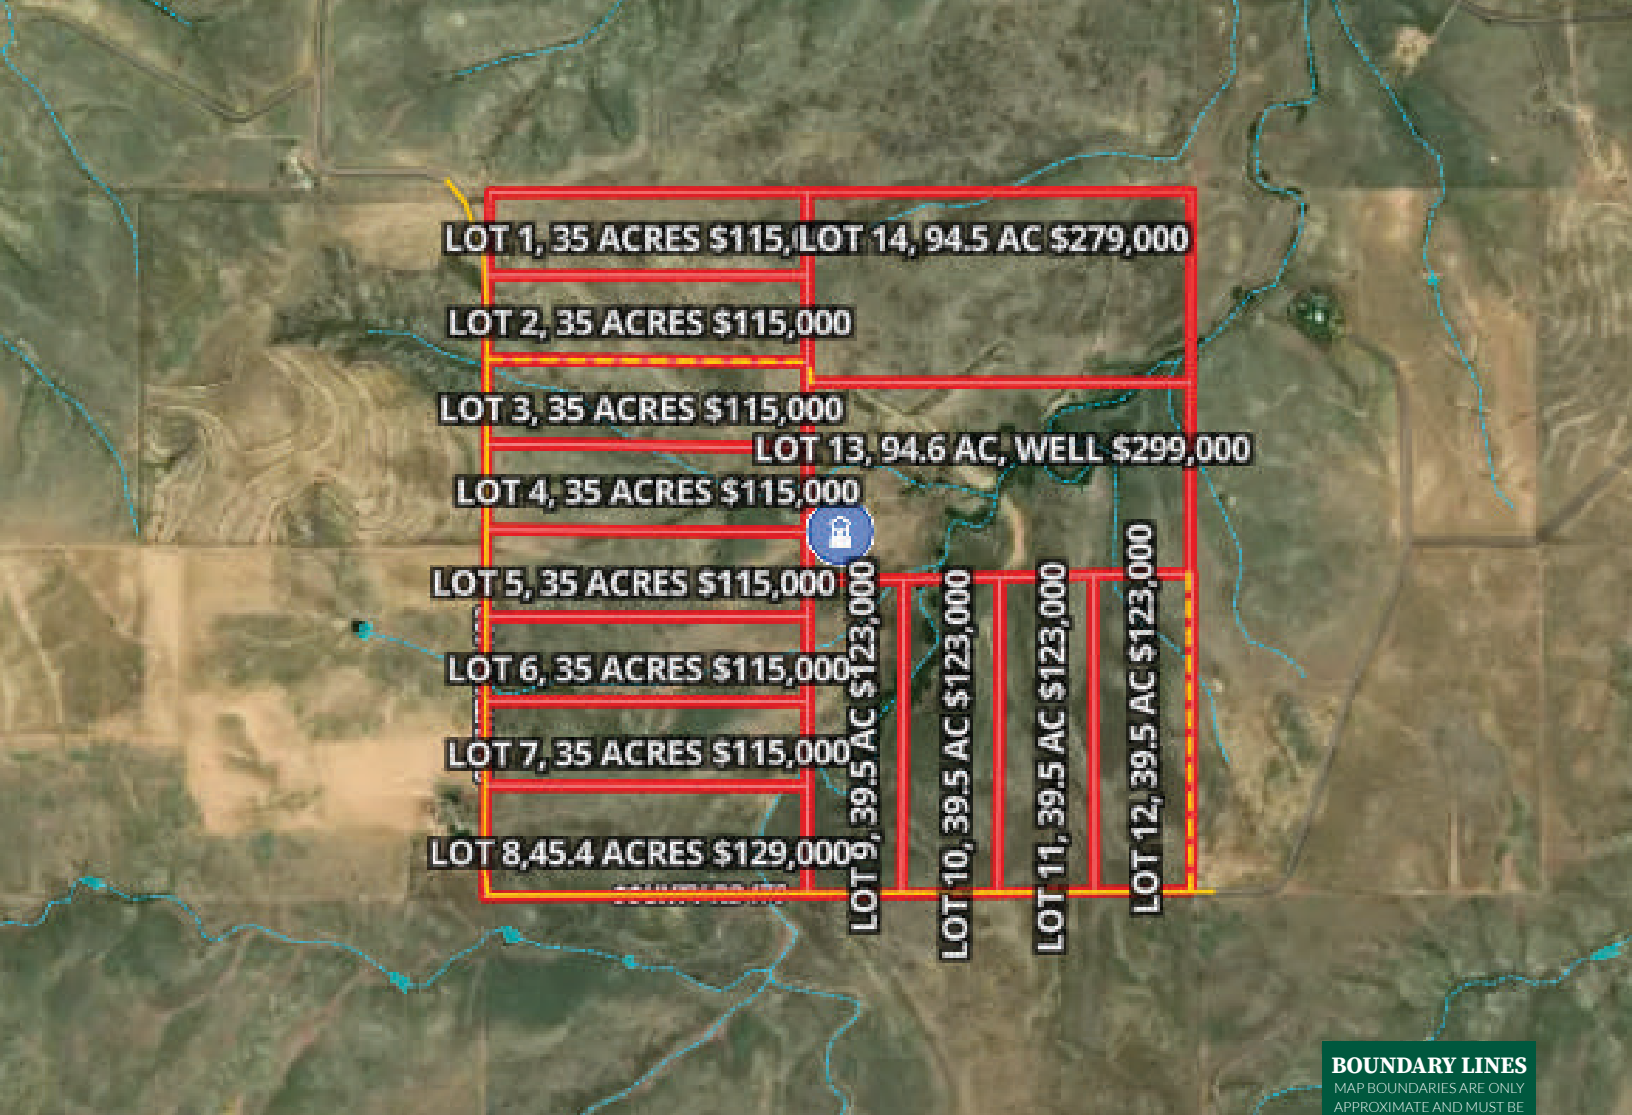 LOT 1, 35 ACRES $115,
LOT 14, 94.5 AC $279,000
LOT 2, 35 ACRES $115,000
LOT 3, 35 ACRES $115,000
LOT 13, 94.6 AC, WELL $299,000
LOT 4, 35 ACRES $115,000
LOT 5, 35 ACRES $115,000
LOT 6, 35 ACRES $115,000
LOT 7, 35 ACRES $115,000
LOT 8,45.4 ACRES $129,000
LOT 9, 39.5 AC $123,000
LOT 10, 39.5 AC $123,000
LOT 11, 39.5 AC $123,000
LOT 12, 39.5 AC $123,000
BOUNDARY LINES
MAP BOUNDARIES ARE ONLY
APPROXIMATE AND MUST BE